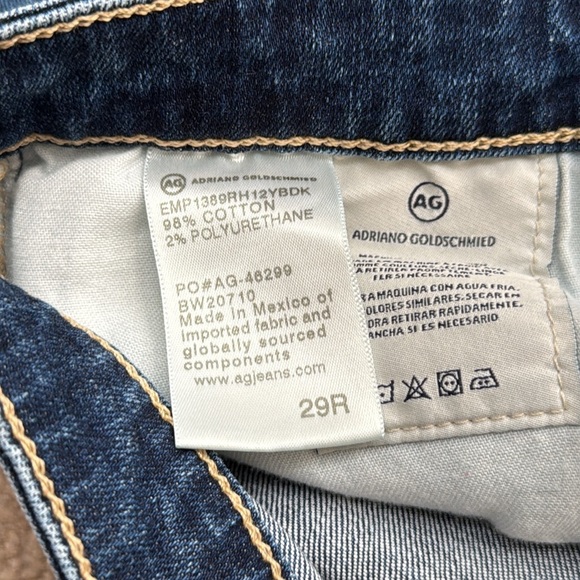 AG ADRIANO GOLDSCHMIED
EMP1389RH12YBDK
98% COTTON
2% POLYURETHANE
PO#AG-46299
BW20710
Made in Mexico of
imported fabric and
globally sourced
components
www.agjeans.com
29R
AG
ADRIANO GOLDSCHMIED
MAQUINA CON AGUA FRIA.
OLORES SIMILARES. SECAR EN
RA RETIRAR RAPIDAMENTE.
ANCHA SI ES NECESARIO